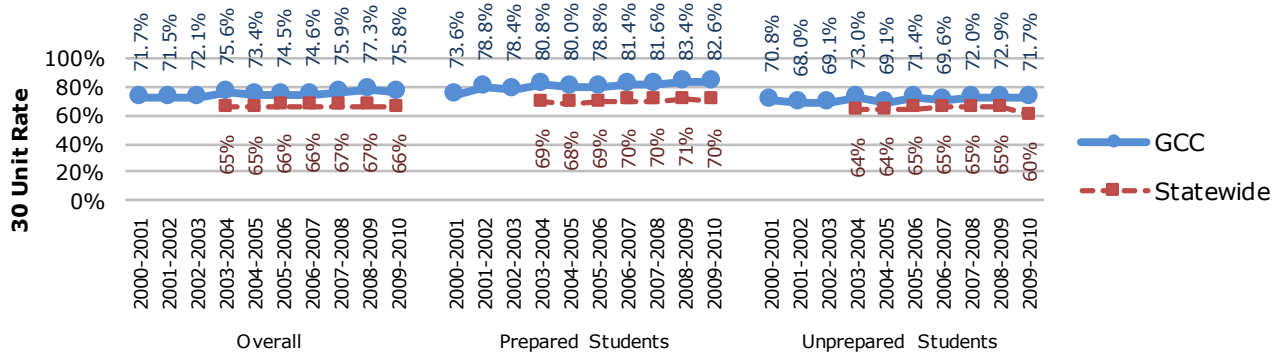 71.7% 71.5% 72.1% 75.6% 73.4% 74.5% 74.6% 75.9% 77.3% 75.8% 73.6% 78.8% 78.4% 80.8% 80.0% 78.8% 81.4% 81.6% 83.4% 82.6% 70.8% 68.0% 69.1% 73.0% 69.1% 71.4% 69.6% 72.0% 72.9% 71.7%
30 Unit Rate
100%
80%
60%
40%
20%
0%
65% 65% 66% 66% 67% 67% 66% 69% 68% 69% 70% 70% 71% 70% 64% 64% 65% 65% 65% 65% 60%
GCC
Statewide
2000-2001 2001-2002 2002-2003 2003-2004 2004-2005 2005-2006 2006-2007 2007-2008 2008-2009 2009-2010 2000-2001 2001-2002 2002-2003 2003-2004 2004-2005 2005-2006 2006-2007 2007-2008 2008-2009 2009-2010 2000-2001 2001-2002 2002-2003 2003-2004 2004-2005 2005-2006 2006-2007 2007-2008 2008-2009 2009-2010
Overall Prepared Students Unprepared Students